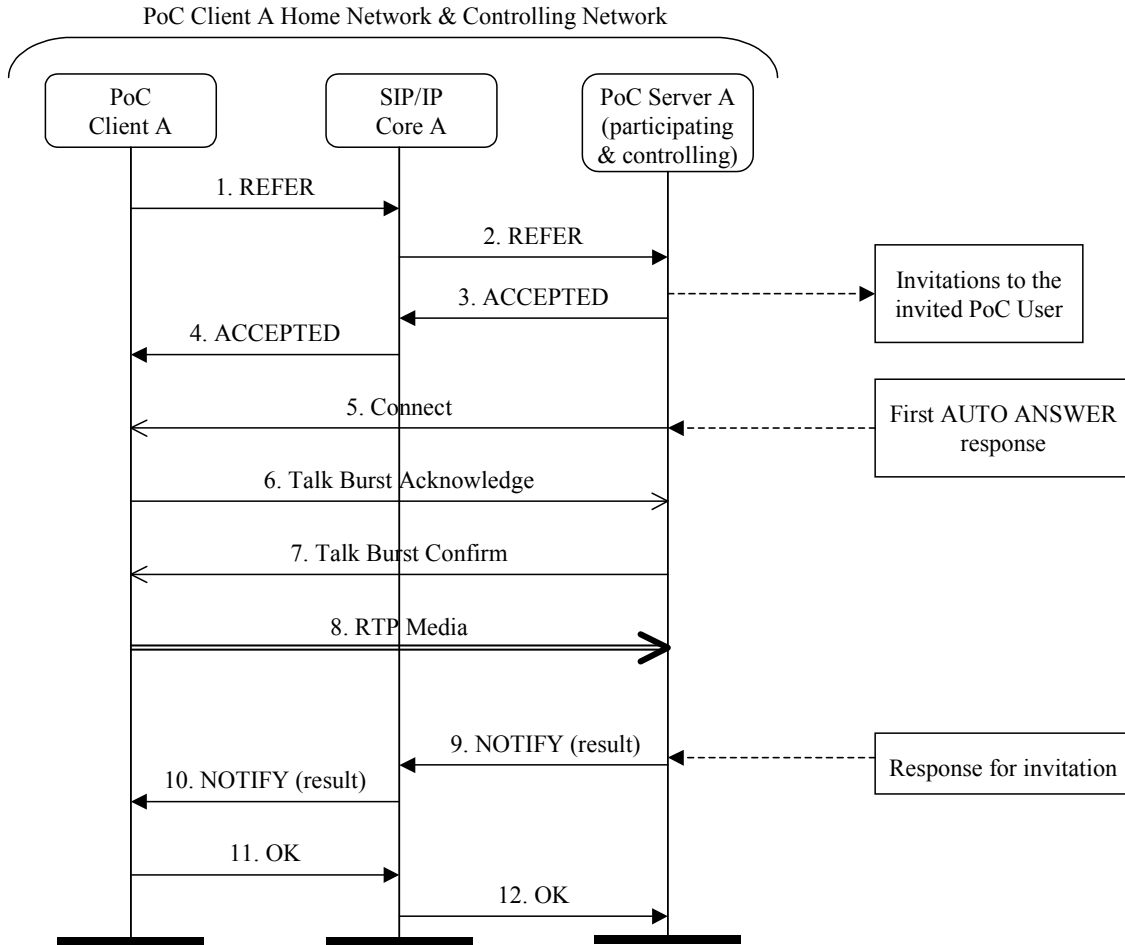 PoC Client A Home Network & Controlling Network
PoC
Client A
SIP/IP
Core A
PoC Server A
(participating
& controlling)
1. REFER
2. REFER
Invitations to the
invited PoC User
3. ACCEPTED
4. ACCEPTED
5. Connect
First AUTO ANSWER
response
6. Talk Burst Acknowledge
7. Talk Burst Confirm
8. RTP Media
9. NOTIFY (result)
Response for invitation
10. NOTIFY (result)
11. OK
12. OK